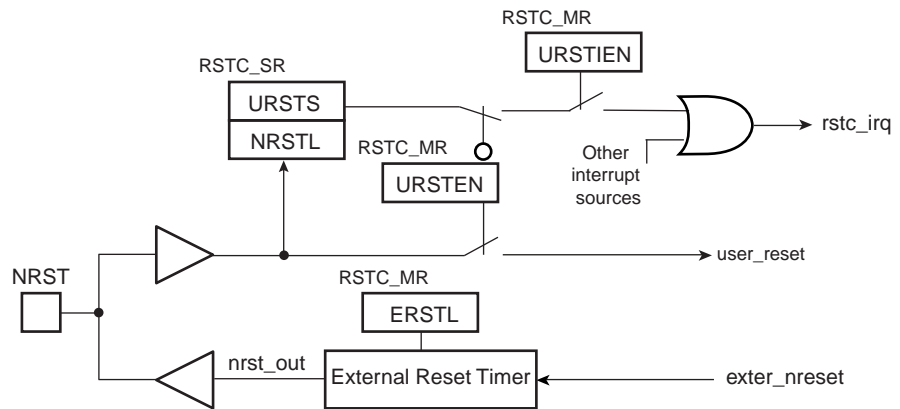 RSTC_MR
URSTIEN
RSTC_SR
URSTS
NRSTL
rstc_irq
RSTC_MR
URSTEN
Other
interrupt
sources
user_reset
NRST
RSTC_MR
ERSTL
nrst_out
External Reset Timer
exter_nreset